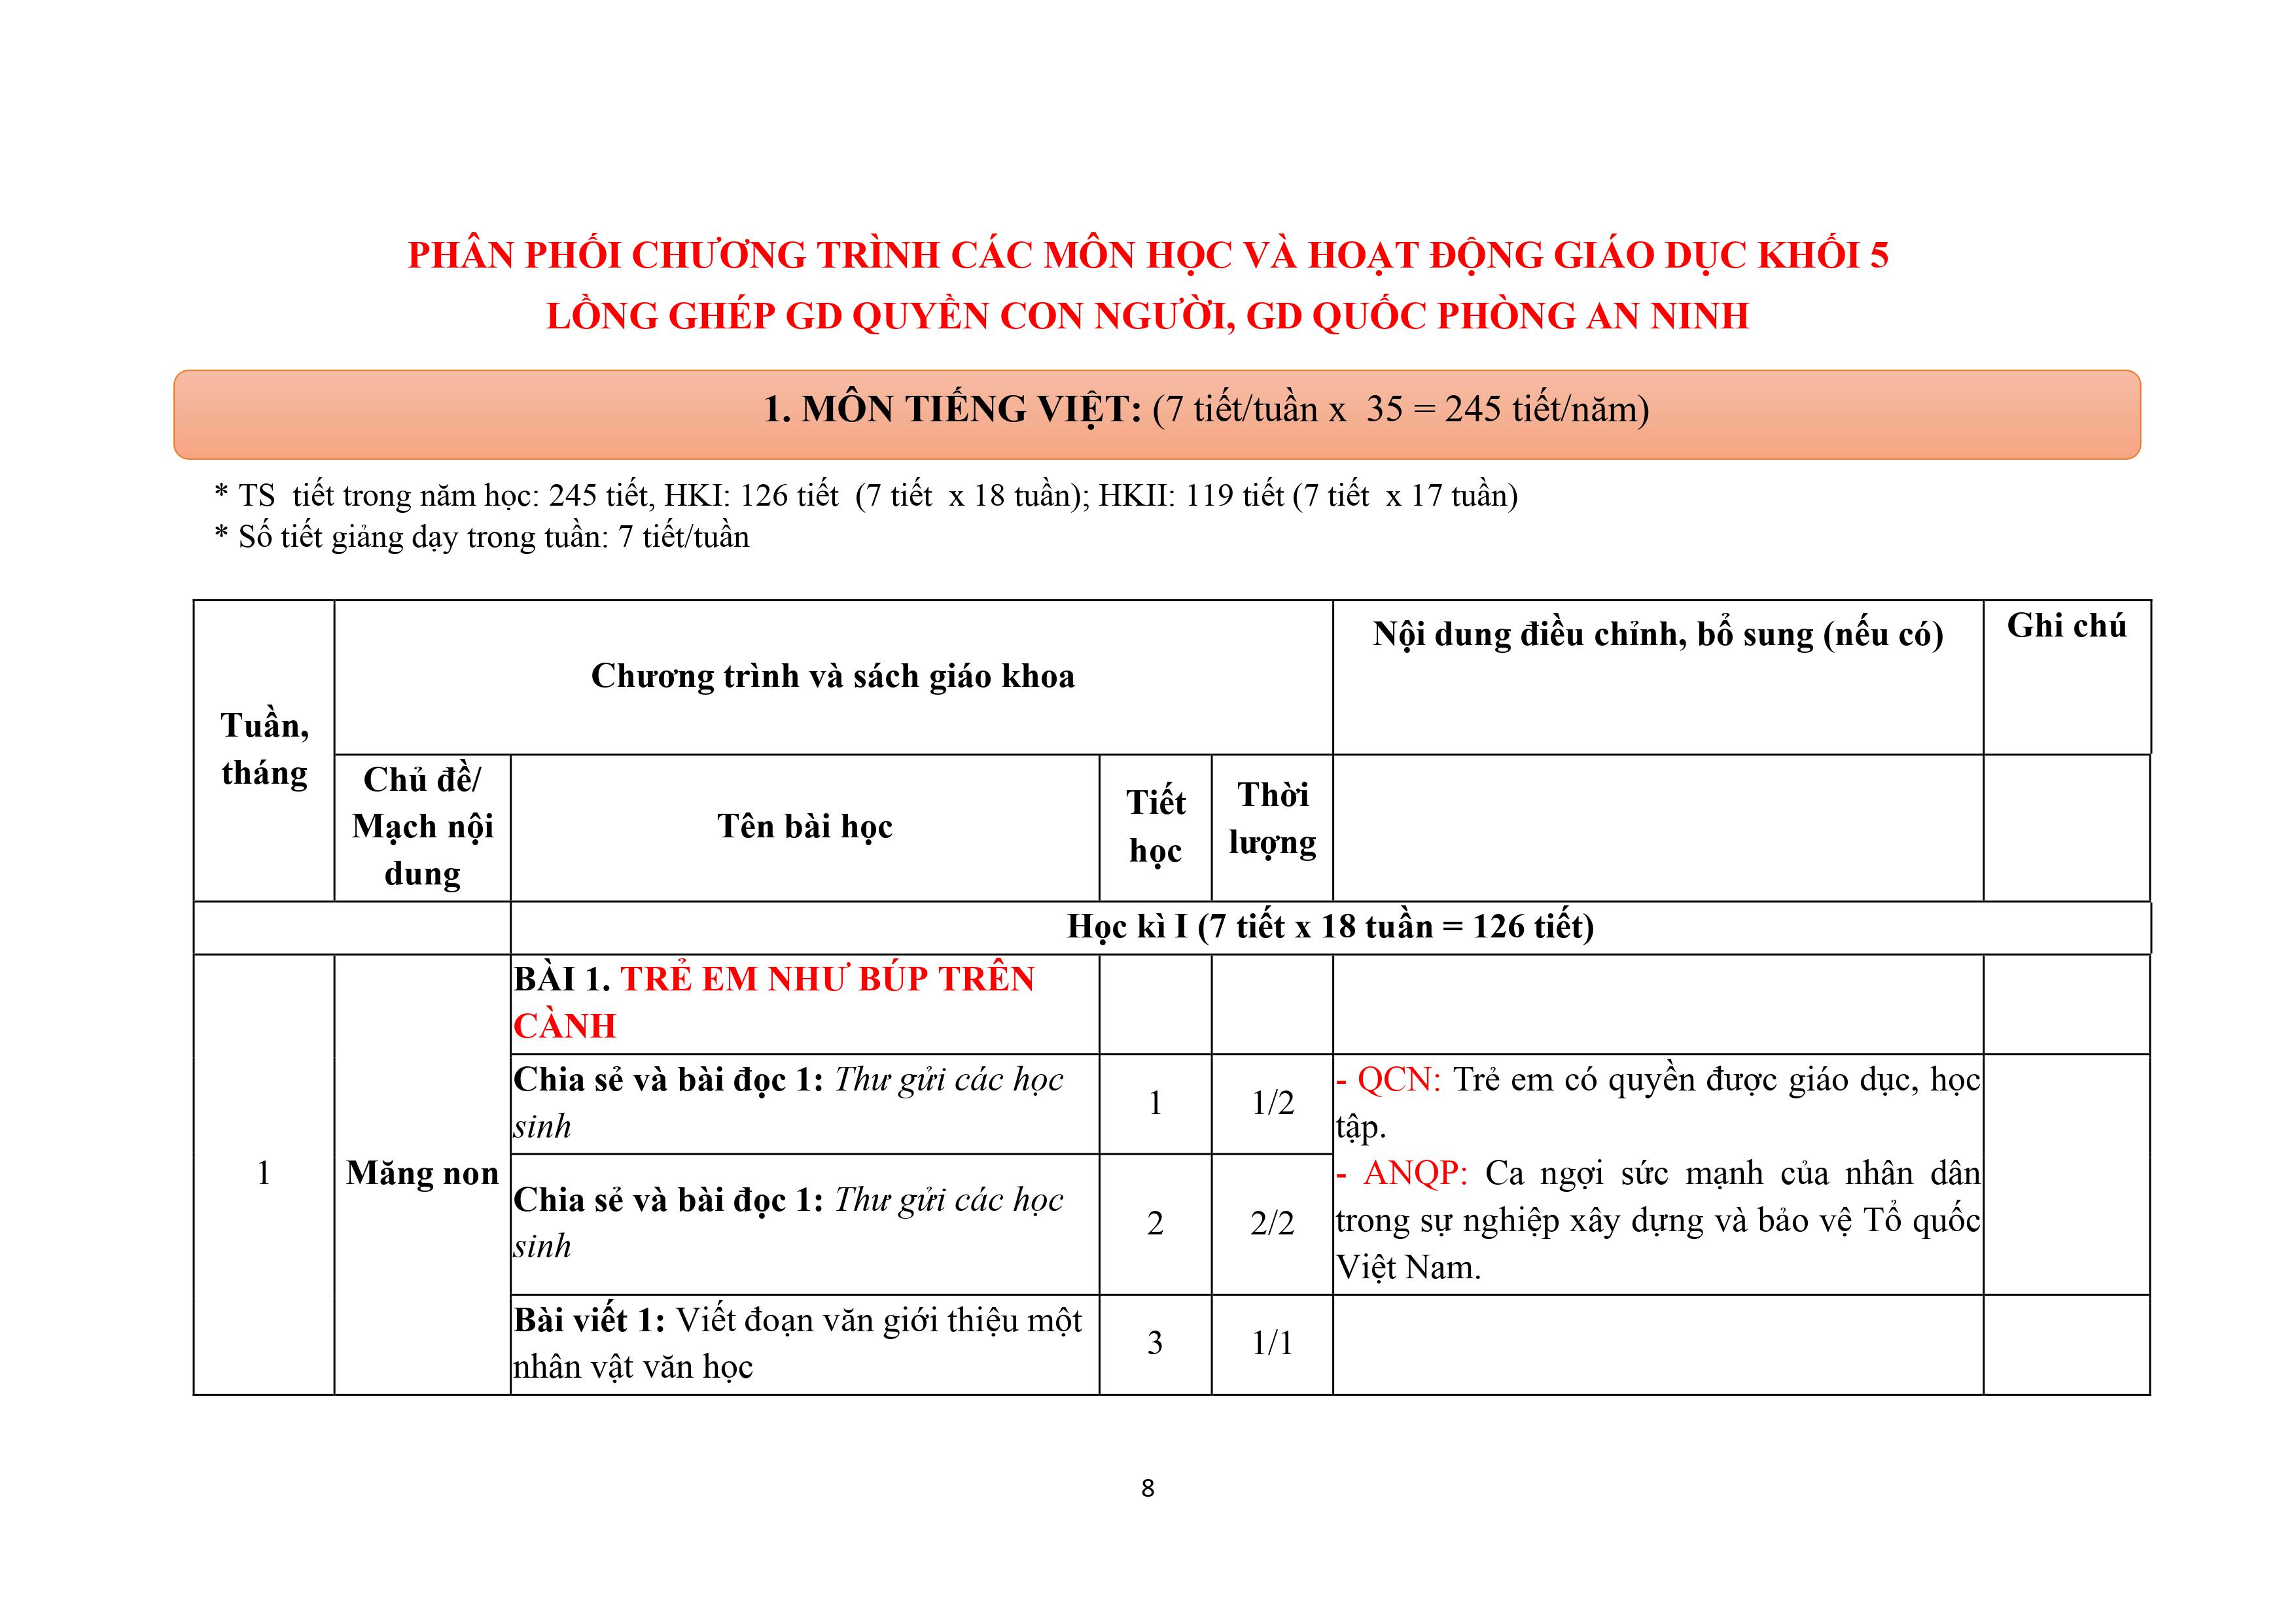 PHÂN PHỐI CHƯƠNG TRÌNH CÁC MÔN HỌC VÀ HOẠT ĐỘNG GIÁO DỤC KHỐI 5
LỒNG GHÉP GD QUYỀN CON NGƯỜI, GD QUỐC PHÒNG AN NINH
1. MÔN TIẾNG VIỆT: (7 tiết/tuần x  35 = 245 tiết/năm)
* TS  tiết trong năm học: 245 tiết, HKI: 126 tiết  (7 tiết  x 18 tuần); HKII: 119 tiết (7 tiết  x 17 tuần)
* Số tiết giảng dạy trong tuần: 7 tiết/tuần
Tuần,
tháng
Chương trình và sách giáo khoa
Nội dung điều chỉnh, bổ sung (nếu có)
Ghi chú
Chủ đề/
Mạch nội
dung
Tên bài học
Tiết
học
Thời
lượng
Học kì I (7 tiết x 18 tuần = 126 tiết)
1
Măng non
BÀI 1. TRẺ EM NHƯ BÚP TRÊN
CÀNH
Chia sẻ và bài đọc 1: Thư gửi các học
sinh
1
1/2
- QCN: Trẻ em có quyền được giáo dục, học
tập.
- ANQP: Ca ngợi sức mạnh của nhân dân
trong sự nghiệp xây dựng và bảo vệ Tổ quốc
Việt Nam.
Chia sẻ và bài đọc 1: Thư gửi các học
sinh
2
2/2
Bài viết 1: Viết đoạn văn giới thiệu một
nhân vật văn học
3
1/1
8